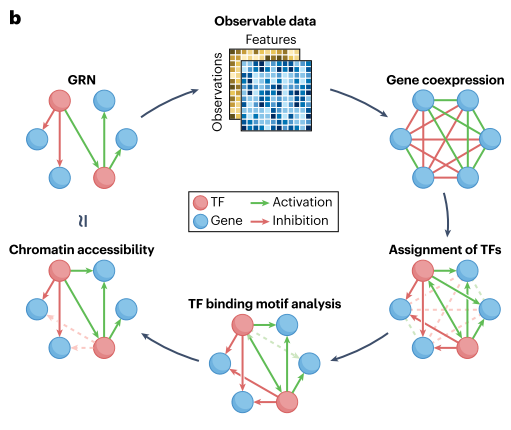 b
Observable data
Features
Observations
GRN
Gene coexpression
TF
Activation
Gene
Inhibition
Chromatin accessibility
Assignment of TFs
TF binding motif analysis